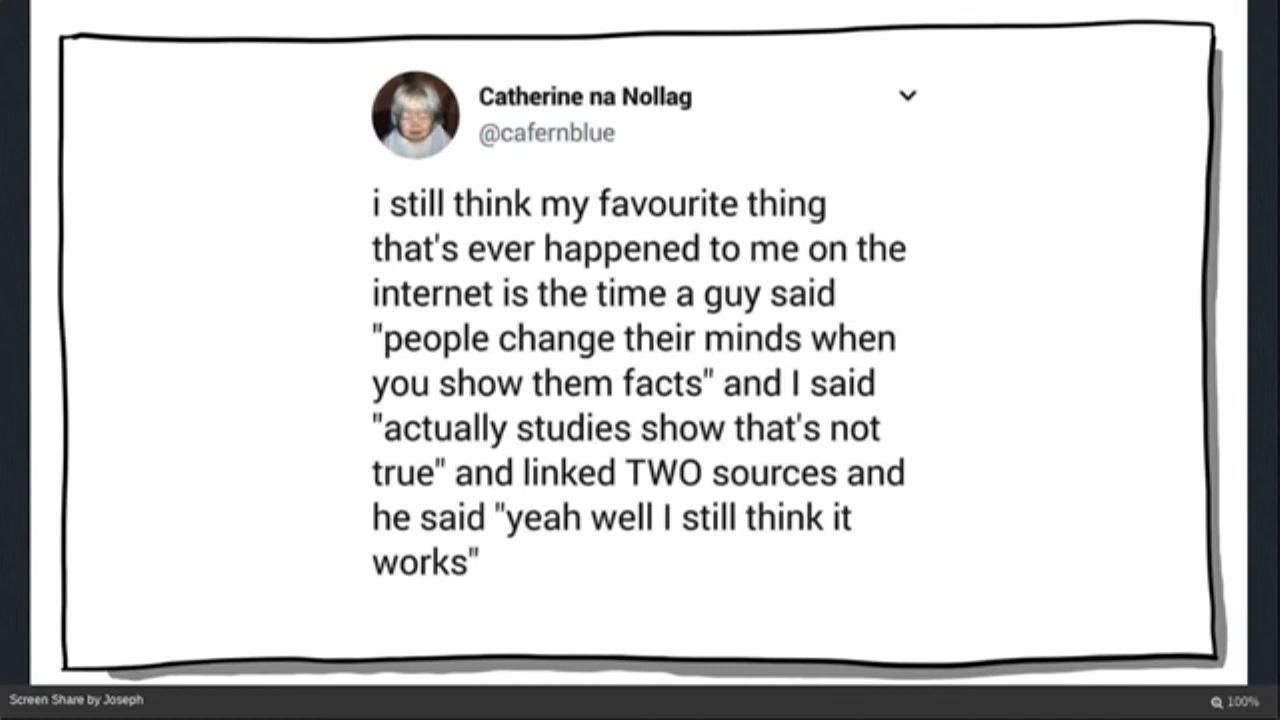 Catherine na Nollag
@cafernblue
i still think my favourite thing
that's ever happened to me on the
internet is the time a guy said
"people change their minds when
you show them facts" and I said
"actually studies show that's not
true" and linked TWO sources and
he said "yeah well I still think it
works"
Screen Share by Joseph
100%